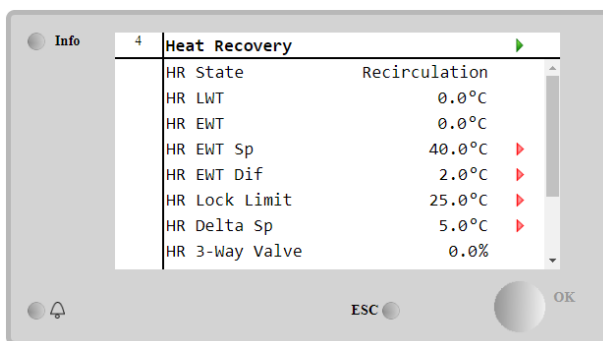 Info
4 Heat Recovery
HR State Recirculation
HR LWT 0.0°C
HR EWT 0.0°C
HR EWT Sp 40.0°C
HR EWT Dif 2.0°C
HR Lock Limit 25.0°C
HR Delta Sp 5.0°C
HR 3-Way Valve 0.0%
ESC
OK